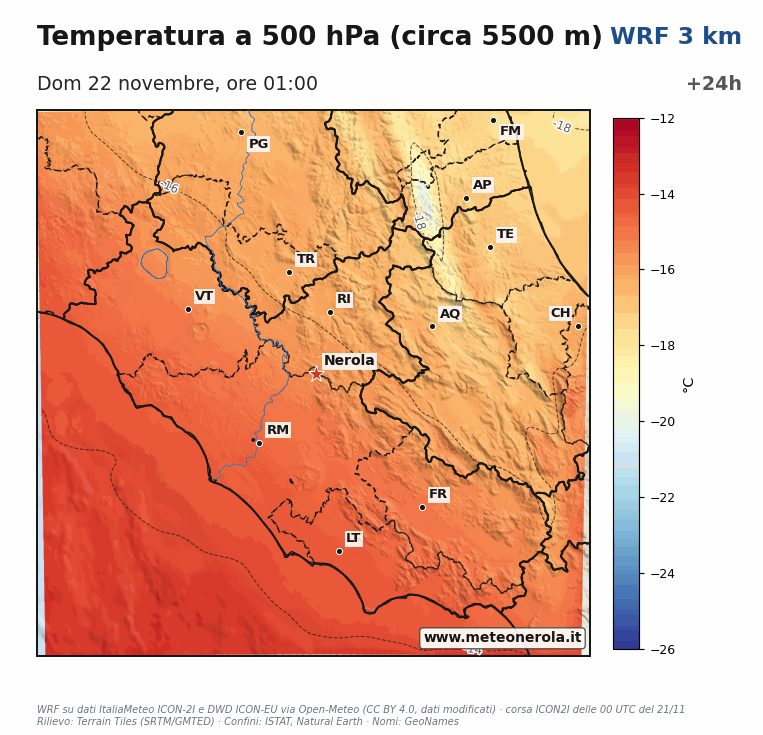 Temperatura a 500 hPa (circa 5500 m) WRF 3 km
Dom 22 novembre, ore 01:00 +24h
-18
FM
PG
-16
AP
-18
TE
TR
VT
RI
AQ
CH
Nerola
RM
FR
LT
www.meteonerola.it
-14
−12
−14
−16
−18
−20
−22
−24
−26
°C
WRF su dati ItaliaMeteo ICON-2I e DWD ICON-EU via Open-Meteo (CC BY 4.0, dati modificati) · corsa ICON2I delle 00 UTC del 21/11
Rilievo: Terrain Tiles (SRTM/GMTED) · Confini: ISTAT, Natural Earth · Nomi: GeoNames